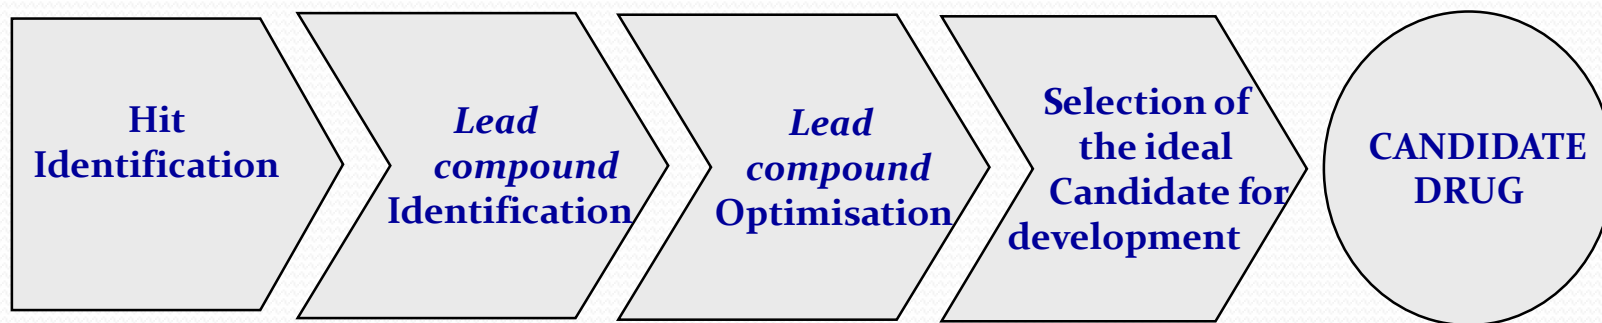 Hit
Identification
Lead
compound
Identification
Lead
compound
Optimisation
Selection of
the ideal
Candidate for
development
CANDIDATE
DRUG